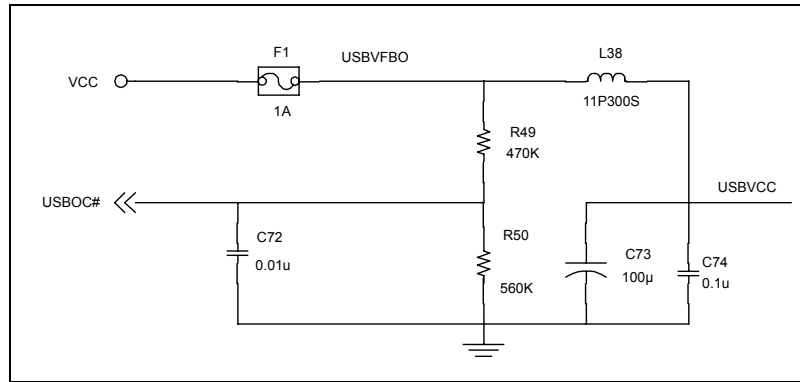 F1
USBVFBO
L38
VCC
1A
11P300S
R49
470K
USBVCC
USBOC#
C72
0.01u
R50
560K
C73
100µ
C74
0.1u